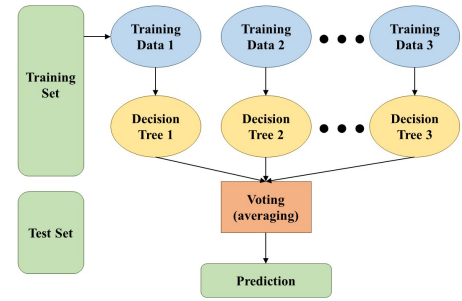 Training
Set
Training
Data 1
Training
Data 2
Training
Data 3
Decision
Tree 1
Decision
Tree 2
Decision
Tree 3
Voting
(averaging)
Test Set
Prediction